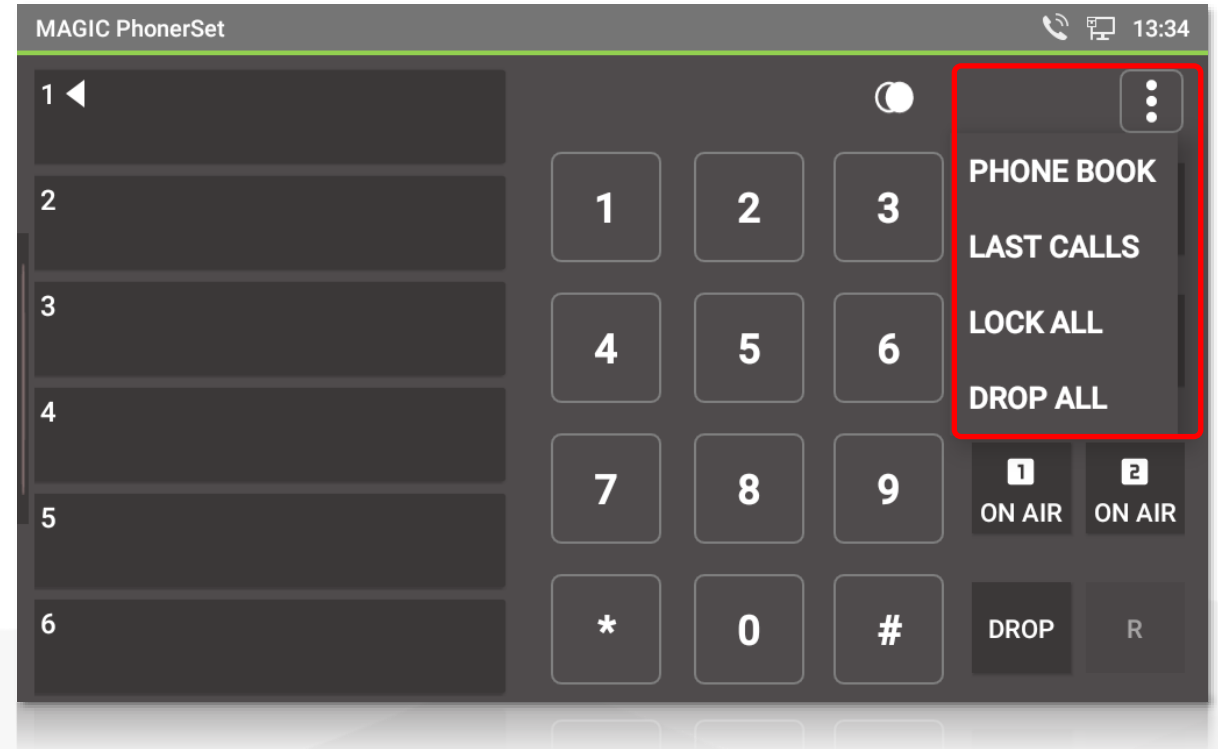 MAGIC PhonerSet 13:34
1
2
3
4
5
6
1 2 3
4 5 6
7 8 9
* 0 #
PHONE BOOK
LAST CALLS
LOCK ALL
DROP ALL
1 2
ON AIR ON AIR
DROP R